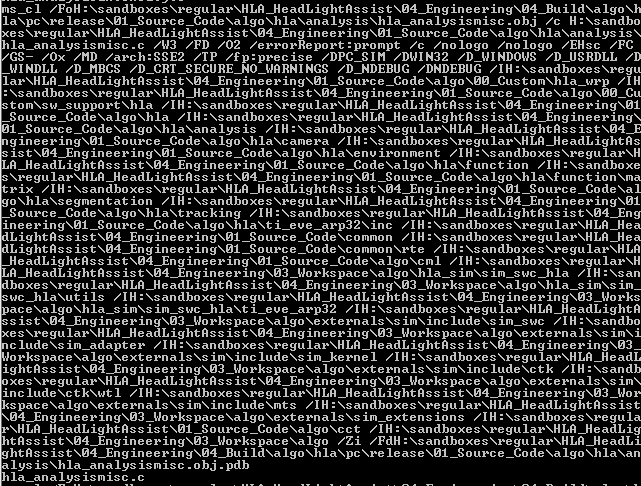 ms_cl /FoH:\sandboxes\regular\HLA_HeadLightAssist\04_Engineering\04_Build\algo\h
la\pc\release\01_Source_Code\algo\hla\analysis\hla_analysismisc.obj /c H:\sandbo
xes\regular\HLA_HeadLightAssist\04_Engineering\01_Source_Code\algo\hla\analysis\
hla_analysismisc.c /W3 /FD /O2 /errorReport:prompt /c /nologo /nologo /EHsc /FC
/GS- /Ox /MD /arch:SSE2 /TP /fp:precise /DPC_SIM /DWIN32 /D_WINDOWS /D_USRDLL /D
_WINDLL /D_MBCS /D_CRT_SECURE_NO_WARNINGS /D_NDEBUG /DNDEBUG /IH:\sandboxes\regu
lar\HLA_HeadLightAssist\04_Engineering\01_Source_Code\algo\00_Custom\hla_wrp /IH
:\sandboxes\regular\HLA_HeadLightAssist\04_Engineering\01_Source_Code\algo\00_Cu
stom\sw_support\hla /IH:\sandboxes\regular\HLA_HeadLightAssist\04_Engineering\01
_Source_Code\algo\hla /IH:\sandboxes\regular\HLA_HeadLightAssist\04_Engineering\
01_Source_Code\algo\hla\analysis /IH:\sandboxes\regular\HLA_HeadLightAssist\04_E
ngineering\01_Source_Code\algo\hla\camera /IH:\sandboxes\regular\HLA_HeadLightAs
sist\04_Engineering\01_Source_Code\algo\hla\environment /IH:\sandboxes\regular\H
LA_HeadLightAssist\04_Engineering\01_Source_Code\algo\hla\function /IH:\sandboxe
s\regular\HLA_HeadLightAssist\04_Engineering\01_Source_Code\algo\hla\function\ma
trix /IH:\sandboxes\regular\HLA_HeadLightAssist\04_Engineering\01_Source_Code\al
go\hla\segmentation /IH:\sandboxes\regular\HLA_HeadLightAssist\04_Engineering\01
_Source_Code\algo\hla\tracking /IH:\sandboxes\regular\HLA_HeadLightAssist\04_Eng
ineering\01_Source_Code\algo\hla\ti_eve_arp32\inc /IH:\sandboxes\regular\HLA_Hea
dLightAssist\04_Engineering\01_Source_Code\common /IH:\sandboxes\regular\HLA_Hea
dLightAssist\04_Engineering\01_Source_Code\common\rte /IH:\sandboxes\regular\HLA
_HeadLightAssist\04_Engineering\01_Source_Code\algo\cml /IH:\sandboxes\regular\H
LA_HeadLightAssist\04_Engineering\03_Workspace\algo\hla_sim\sim_swc_hla /IH:\san
dboxes\regular\HLA_HeadLightAssist\04_Engineering\03_Workspace\algo\hla_sim\sim_
swc_hla\utils /IH:\sandboxes\regular\HLA_HeadLightAssist\04_Engineering\03_Works
pace\algo\hla_sim\sim_swc_hla\ti_eve_arp32 /IH:\sandboxes\regular\HLA_HeadLightA
ssist\04_Engineering\03_Workspace\algo\externals\sim\include\sim_swc /IH:\sandbo
xes\regular\HLA_HeadLightAssist\04_Engineering\03_Workspace\algo\externals\sim\i
nclude\sim_adapter /IH:\sandboxes\regular\HLA_HeadLightAssist\04_Engineering\03_
Workspace\algo\externals\sim\include\sim_kernel /IH:\sandboxes\regular\HLA_HeadL
ightAssist\04_Engineering\03_Workspace\algo\externals\sim\include\ctk /IH:\sandb
oxes\regular\HLA_HeadLightAssist\04_Engineering\03_Workspace\algo\externals\sim\
include\ctk\wtl /IH:\sandboxes\regular\HLA_HeadLightAssist\04_Engineering\03_Wor
kspace\algo\externals\sim\include\mts /IH:\sandboxes\regular\HLA_HeadLightAssist
\04_Engineering\03_Workspace\algo\externals\sim_extensions /IH:\sandboxes\regula
r\HLA_HeadLightAssist\01_Source_Code\algo\cct /IH:\sandboxes\regular\HLA_HeadLig
htAssist\04_Engineering\03_Workspace\algo /Zi /FdH:\sandboxes\regular\HLA_HeadLi
ghtAssist\04_Engineering\04_Build\algo\hla\pc\release\01_Source_Code\algo\hla\an
alysis\hla_analysismisc.obj.pdb
hla_analysismisc.c